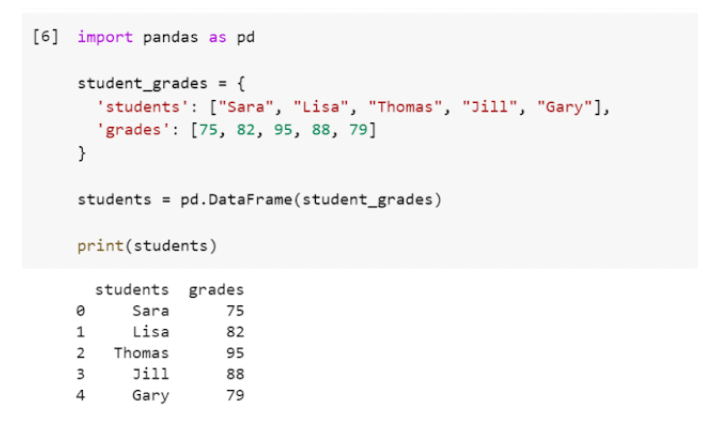 [6] import pandas as pd
student_grades = {
'students': ["Sara", "Lisa", "Thomas", "Jill", "Gary"],
'grades': [75, 82, 95, 88, 79]
}
students = pd.DataFrame(student_grades)
print(students)
students grades
0 Sara 75
1 Lisa 82
2 Thomas 95
3 Jill 88
4 Gary 79